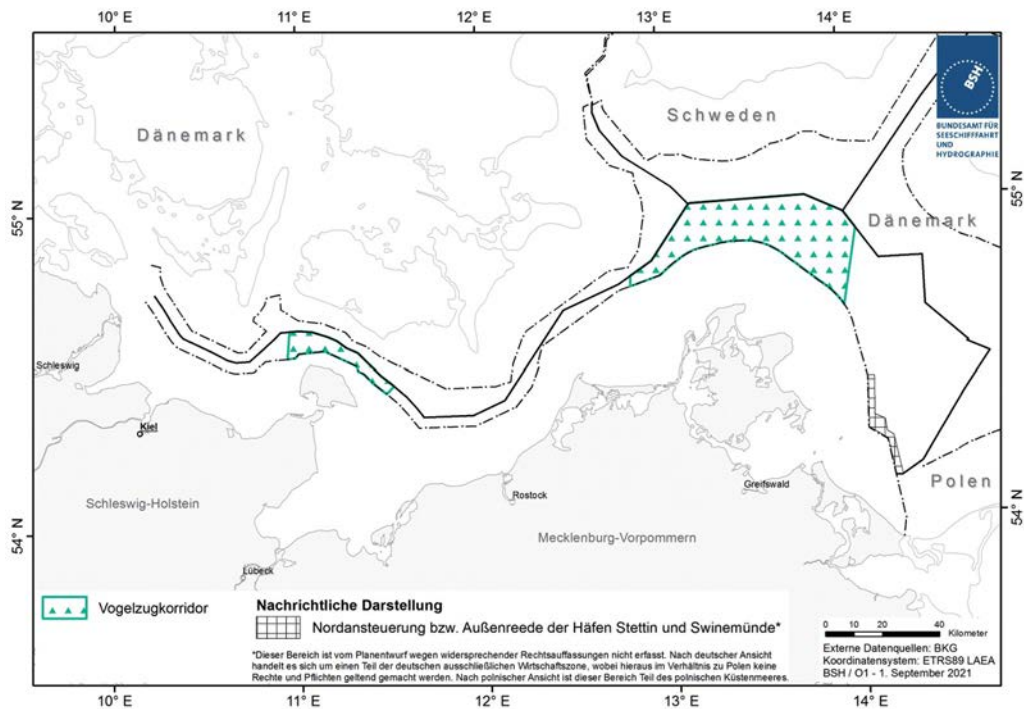 10° E 11° E 12° E 13° E 14° E
BSH
BUNDESAMT FÜR
SEESCHIFFFAHRT
UND
HYDROGRAPHIE
Schweden
Dänemark
55° N
55° N
Dänemark
Schleswig
Kiel
Polen
Greifswald
Rostock
Schleswig-Holstein
54° N
54° N
Mecklenburg-Vorpommern
Lübeck
Vogelzugkorridor
Nachrichtliche Darstellung
Nordansteuerung bzw. Außenreede der Häfen Stettin und Swinemünde*
*Dieser Bereich ist vom Planentwurf wegen widersprechender Rechtsauffassungen nicht erfasst. Nach deutscher Ansicht
handelt es sich um einen Teil der deutschen ausschließlichen Wirtschaftszone, wobei hieraus im Verhältnis zu Polen keine
Rechte und Pflichten geltend gemacht werden. Nach polnischer Ansicht ist dieser Bereich Teil des polnischen Küstenmeeres.
0 10 20 40 Kilometer
Externe Datenquellen: BKG
Koordinatensystem: ETRS89 LAEA
BSH / O1 - 1. September 2021
10° E 11° E 12° E 13° E 14° E